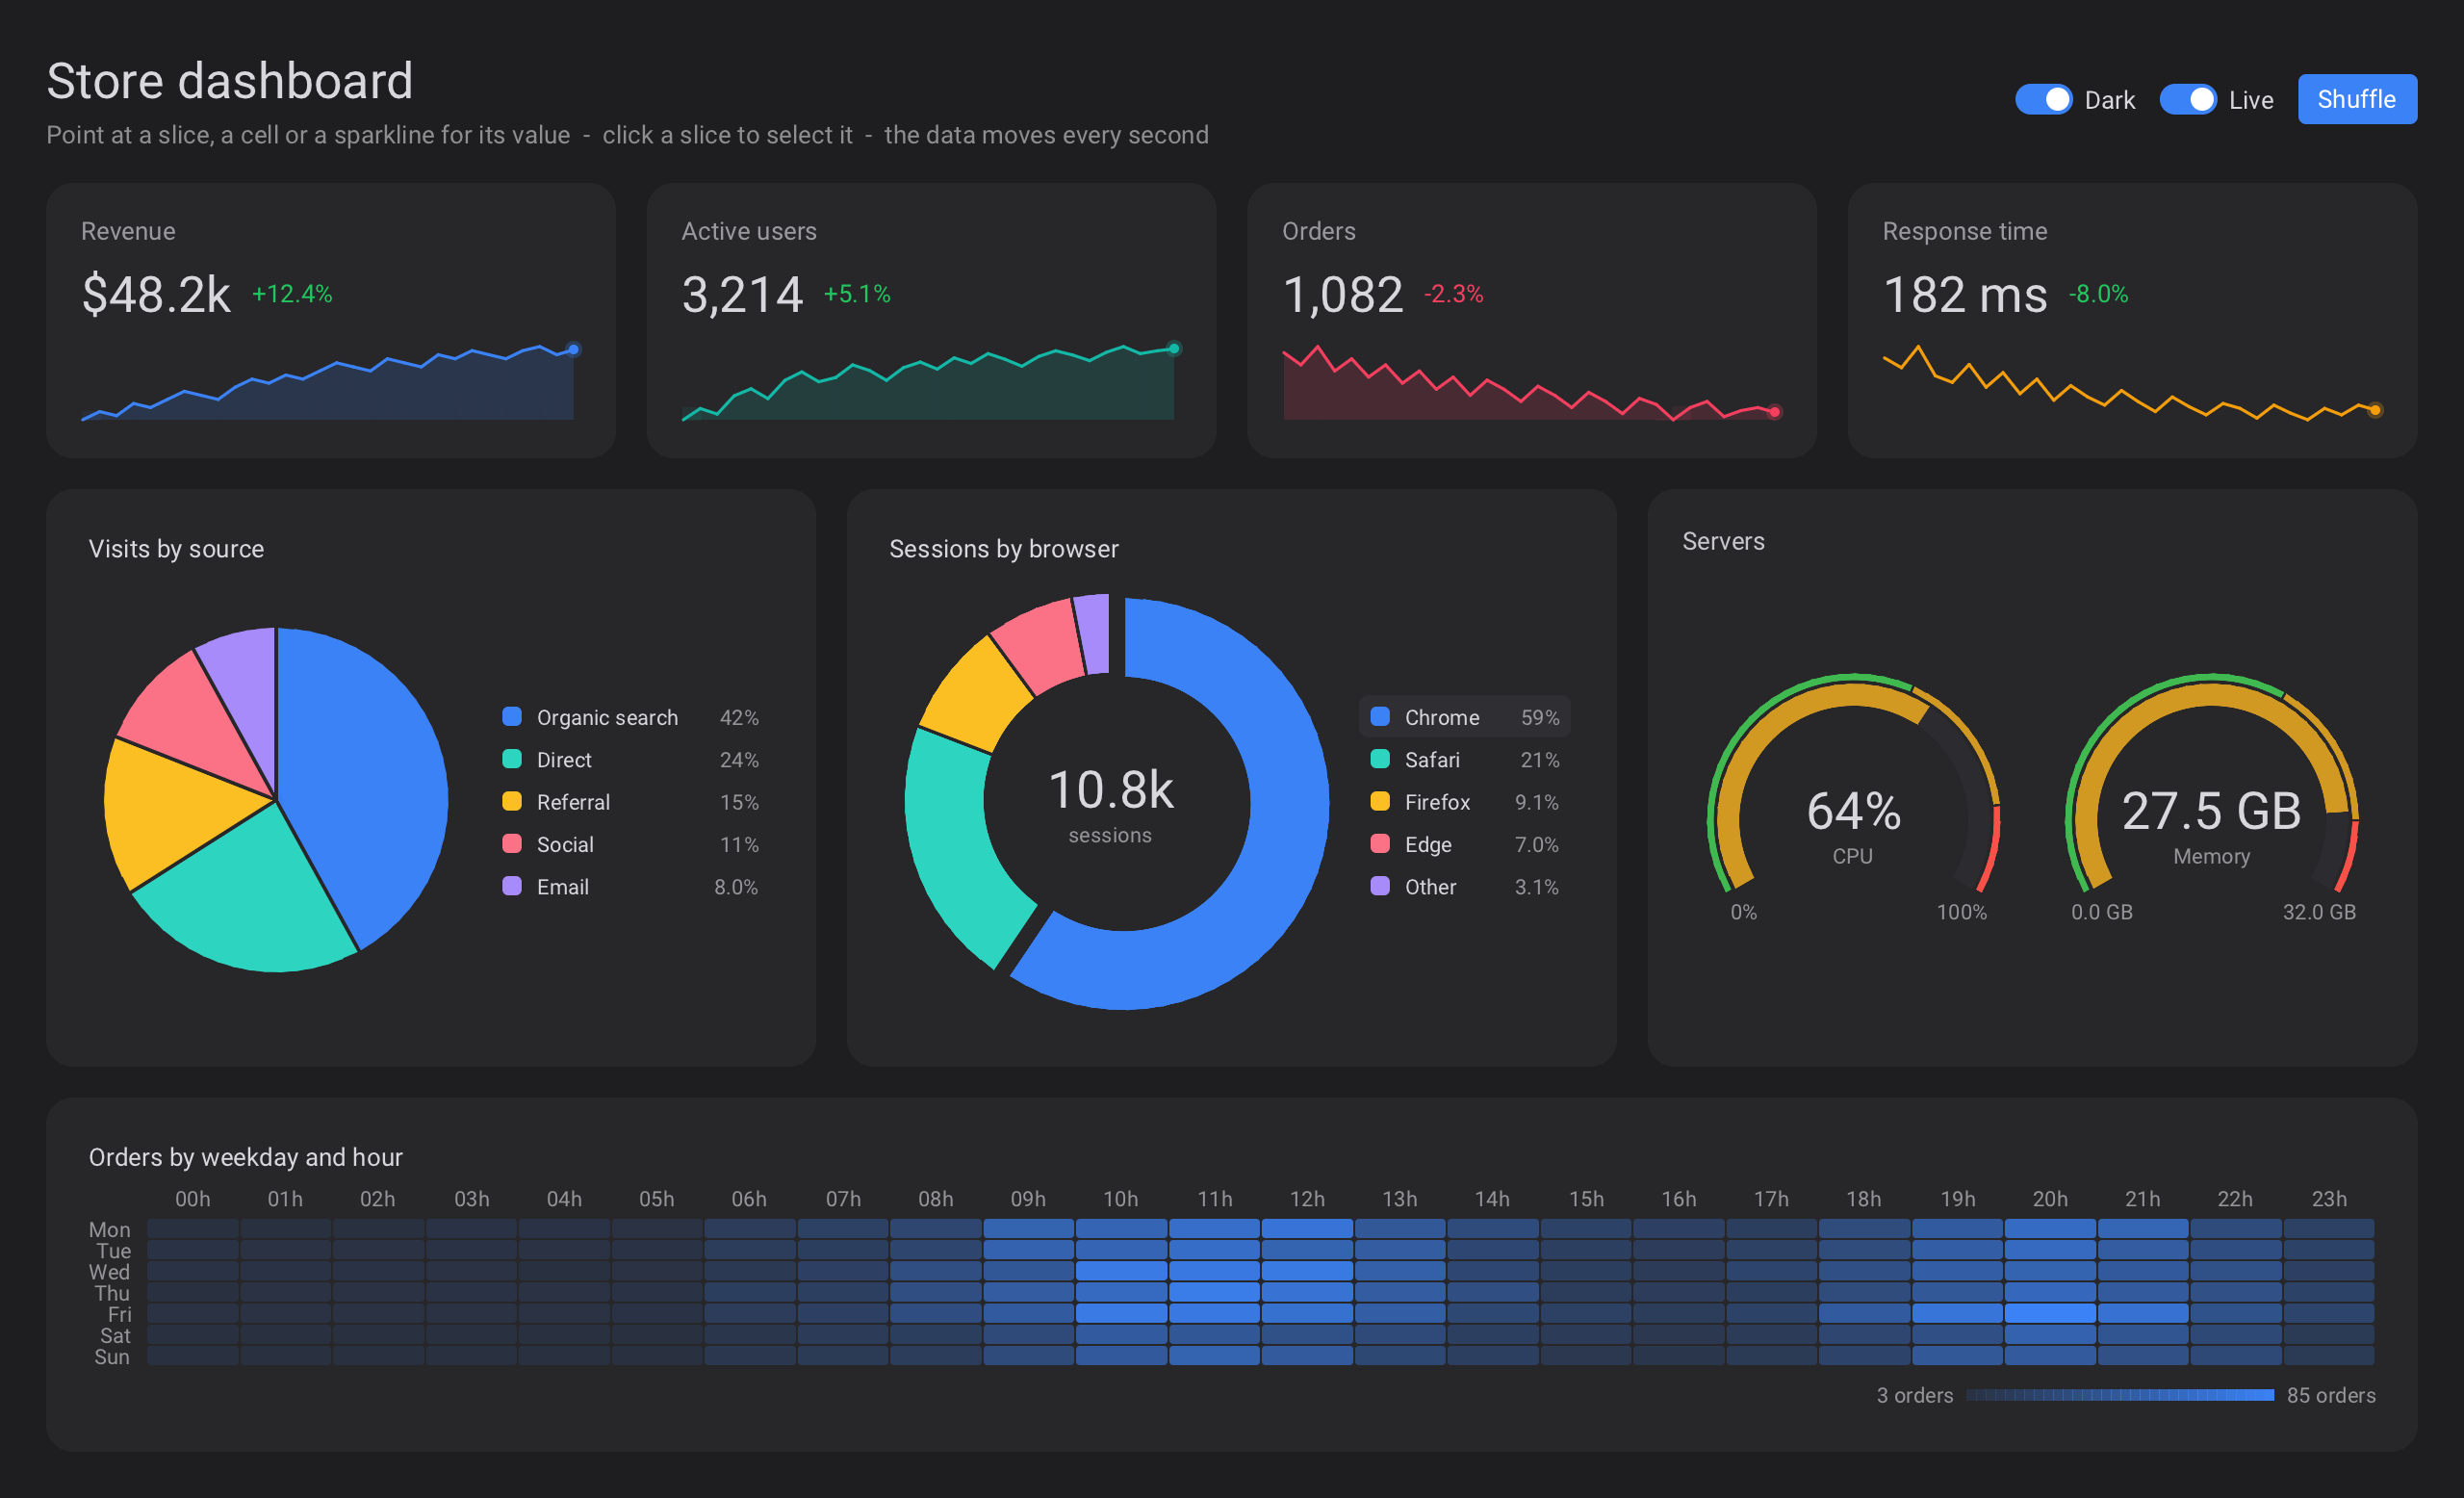 Store dashboard
Dark
Live
Shuffle
Point at a slice, a cell or a sparkline for its value - click a slice to select it - the data moves every second
Revenue
$48.2k +12.4%
Active users
3,214 +5.1%
Orders
1,082 -2.3%
Response time
182 ms -8.0%
Visits by source
Organic search 42%
Direct 24%
Referral 15%
Social 11%
Email 8.0%
Sessions by browser
10.8k
sessions
Chrome 59%
Safari 21%
Firefox 9.1%
Edge 7.0%
Other 3.1%
Servers
64%
CPU
0% 100%
27.5 GB
Memory
0.0 GB 32.0 GB
Orders by weekday and hour
00h 01h 02h 03h 04h 05h 06h 07h 08h 09h 10h 11h 12h 13h 14h 15h 16h 17h 18h 19h 20h 21h 22h 23h
Mon
Tue
Wed
Thu
Fri
Sat
Sun
3 orders 85 orders